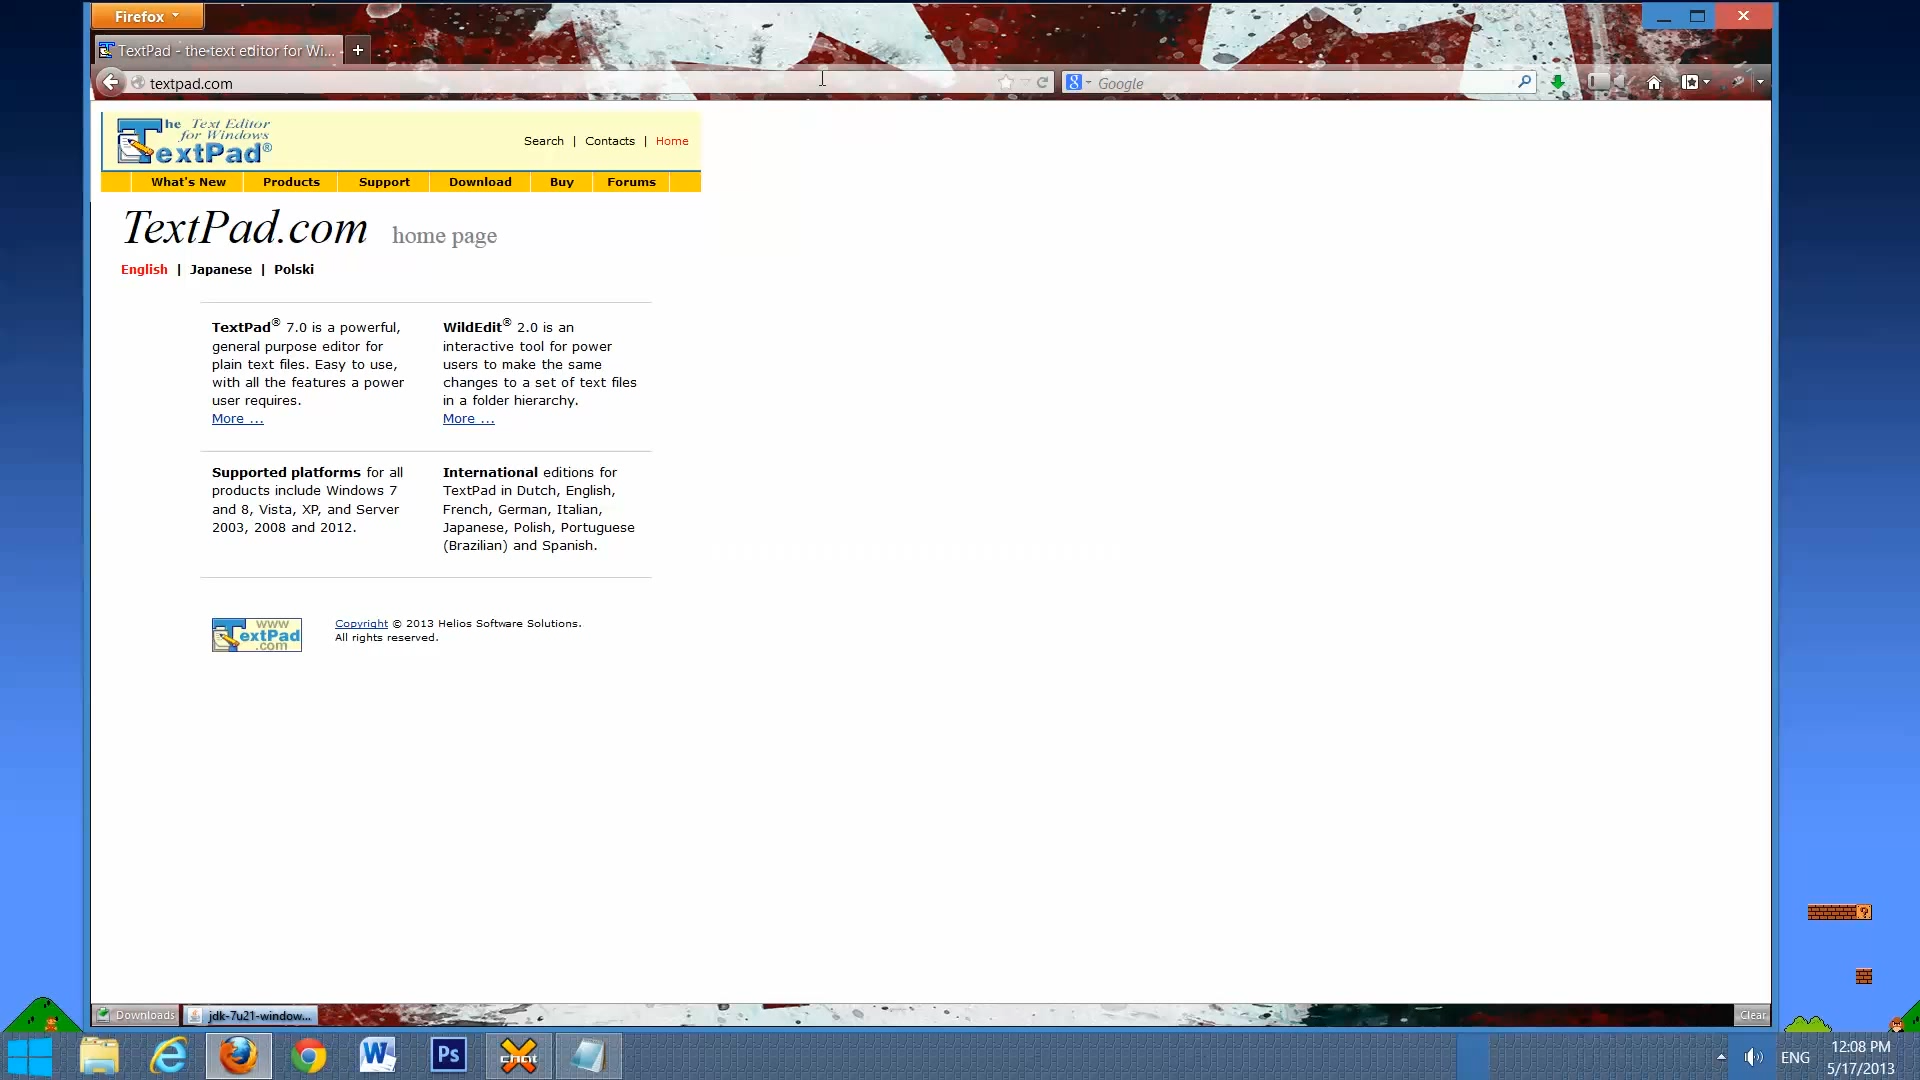 Firefox
TextPad - the text editor for Wi...
textpad.com
Google
The Text Editor
for Windows
TextPad®
Search | Contacts | Home
What's New Products Support Download Buy Forums
TextPad.com home page
English | Japanese | Polski
TextPad® 7.0 is a powerful,
general purpose editor for
plain text files. Easy to use,
with all the features a power
user requires.
More ...
WildEdit® 2.0 is an
interactive tool for power
users to make the same
changes to a set of text files
in a folder hierarchy.
More ...
Supported platforms for all
products include Windows 7
and 8, Vista, XP, and Server
2003, 2008 and 2012.
International editions for
TextPad in Dutch, English,
French, German, Italian,
Japanese, Polish, Portuguese
(Brazilian) and Spanish.
www
TextPad
.com
Copyright © 2013 Helios Software Solutions.
All rights reserved.
Downloads jdk-7u21-window... Clear
W Ps chat
ENG
12:08 PM
5/17/2013